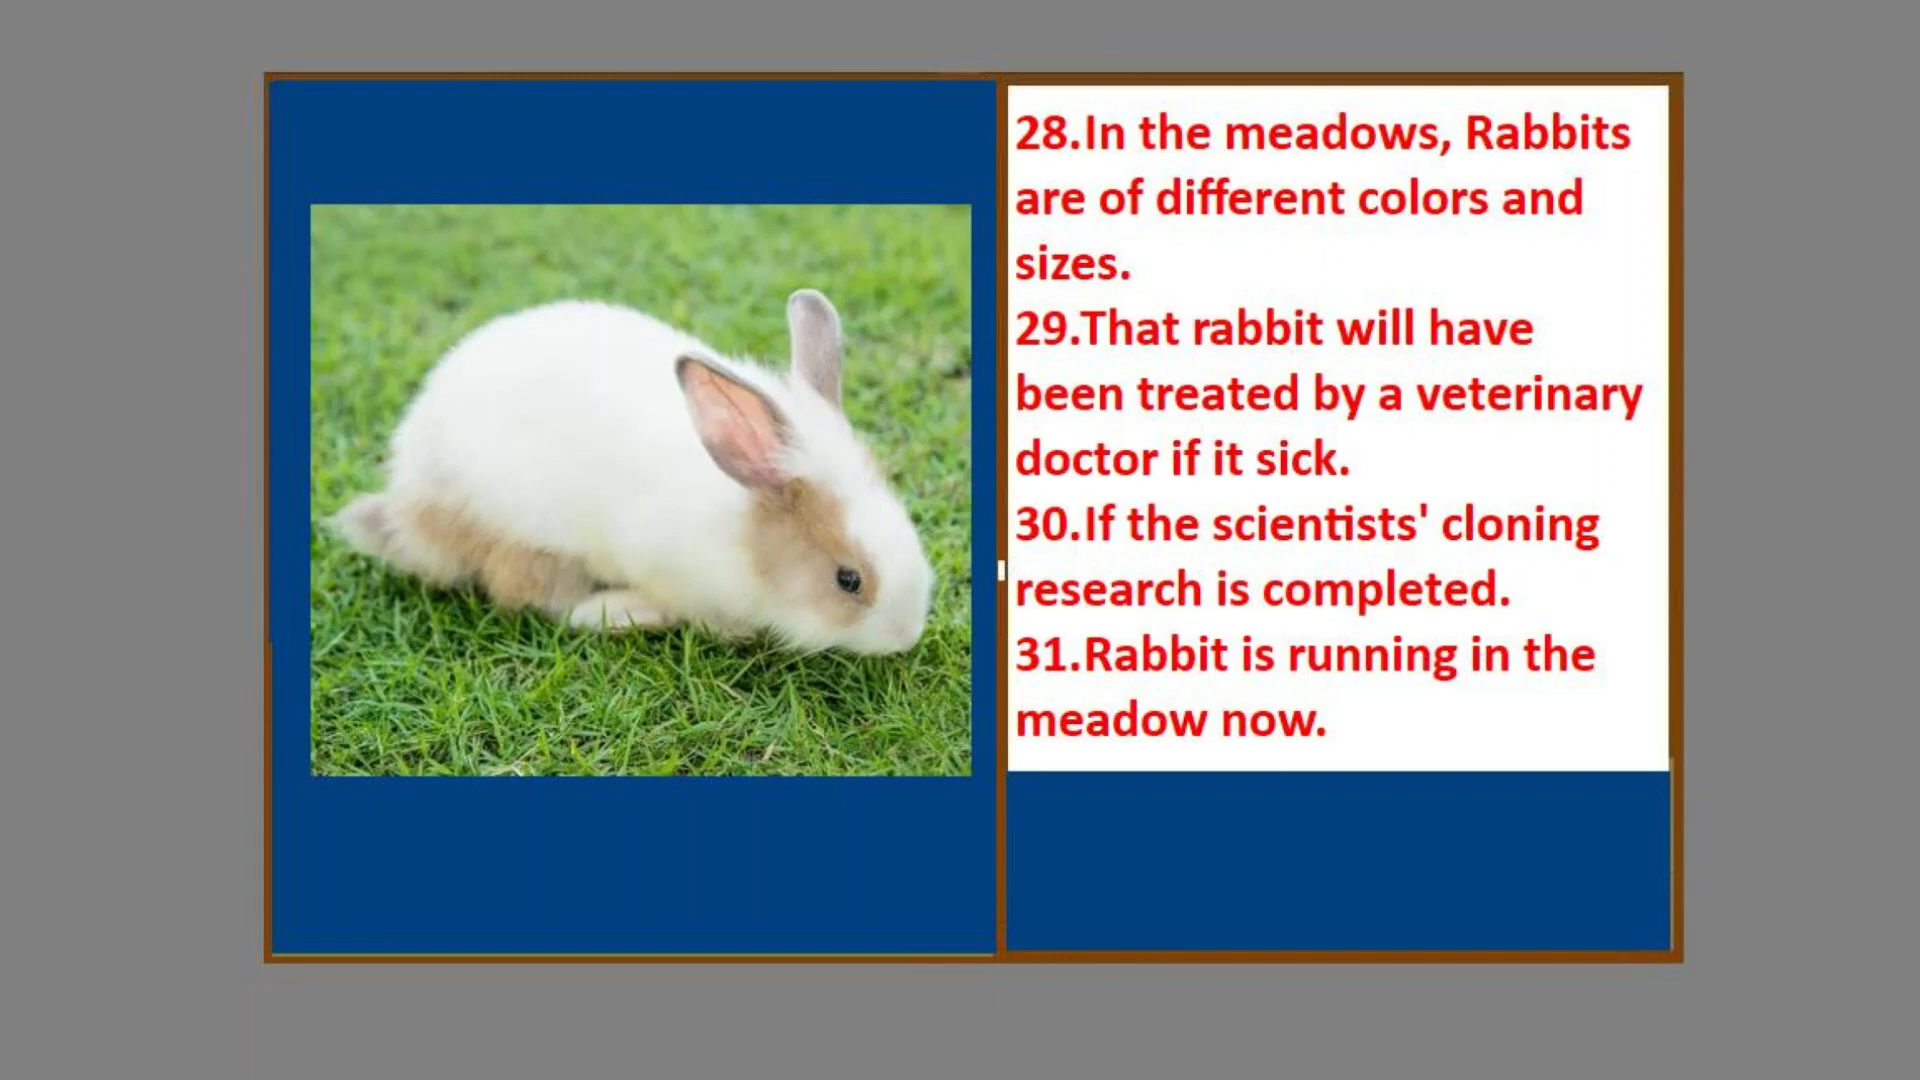 28.In the meadows, Rabbits
are of different colors and
sizes.
29.That rabbit will have
been treated by a veterinary
doctor if it sick.
30.If the scientists' cloning
research is completed.
31.Rabbit is running in the
meadow now.